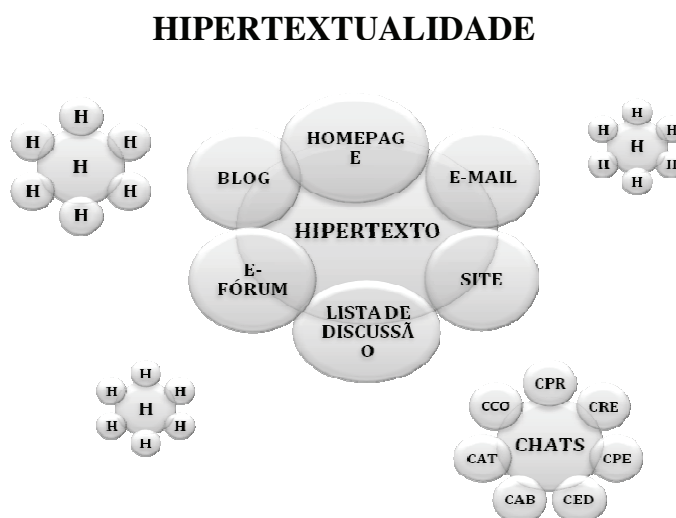 HIPERTEXTUALIDADE
H
H
H
H
H
H
H
HOMEPAG
E
BLOG
E-MAIL
HIPERTEXTO
E-
FÓRUM
SITE
LISTA DE
DISCUSSÃ
O
H
H
H
H
H
H
H
H
H
H
H
H
H
H
CPR
CCO
CRE
CHATS
CAT
CPE
CAB
CED